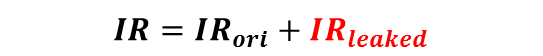 IR = IR_ori + IR_leaked